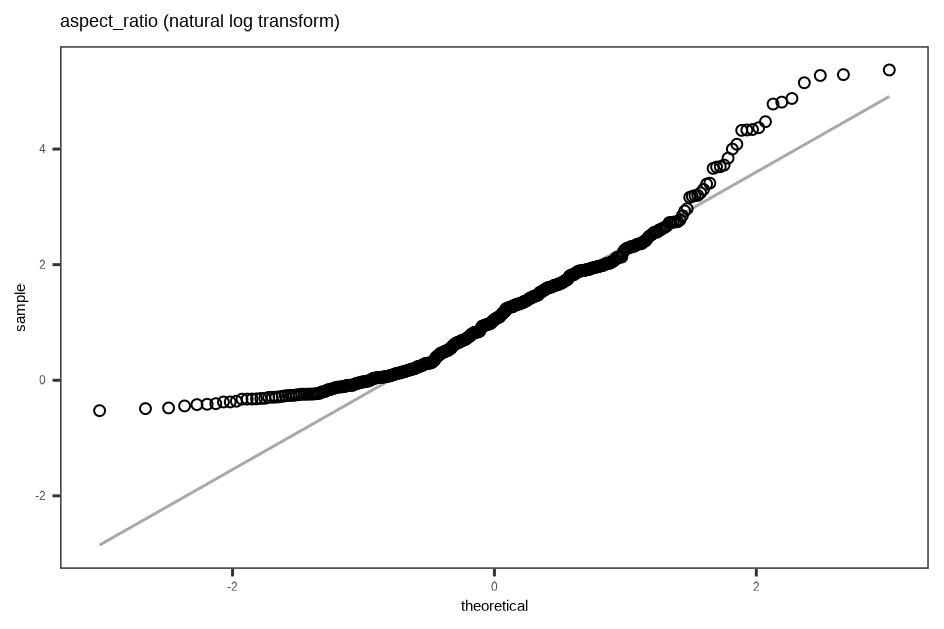 aspect_ratio (natural log transform)
4
2
0
-2
sample
-2
0
2
theoretical